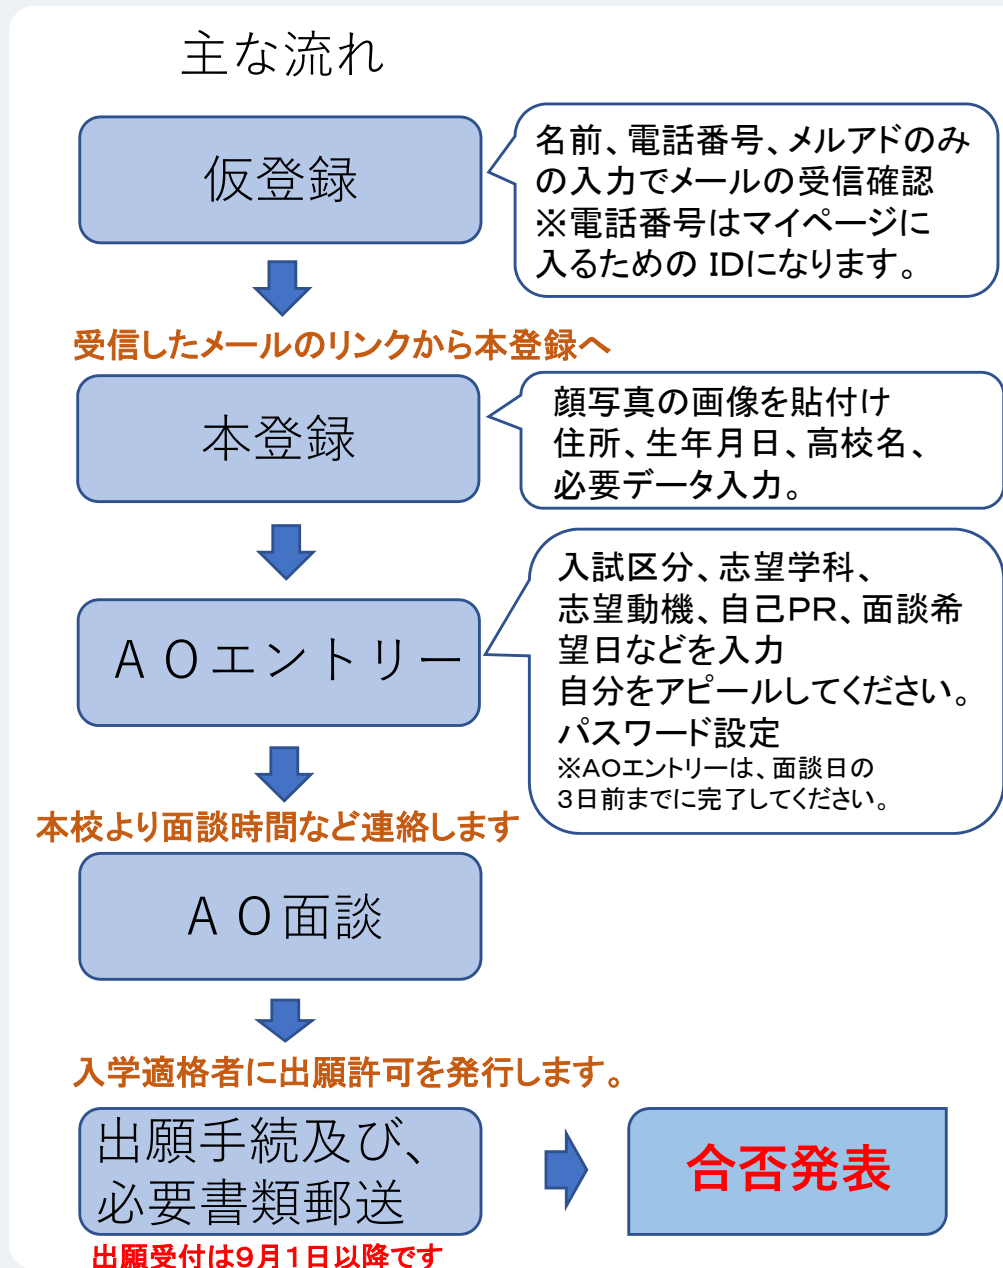 主な流れ
仮登録
名前、電話番号、メルアドのみ
の入力でメールの受信確認
※電話番号はマイページに
入るための IDになります。
受信したメールのリンクから本登録へ
本登録
顔写真の画像を貼付け
住所、生年月日、高校名、
必要データ入力。
ＡＯエントリー
入試区分、志望学科、
志望動機、自己PR、面談希
望日などを入力
自分をアピールしてください。
パスワード設定
※AOエントリーは、面談日の
3日前までに完了してください。
本校より面談時間など連絡します
ＡＯ面談
入学適格者に出願許可を発行します。
出願手続及び、
必要書類郵送
合否発表
出願受付は9月1日以降です